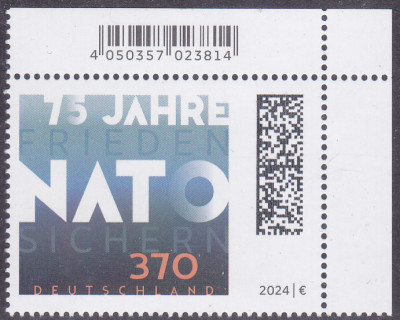 4 050357 023814
75 JAHRE
FRIEDEN
NATO
SICHERN
370
DEUTSCHLAND
2024 | €